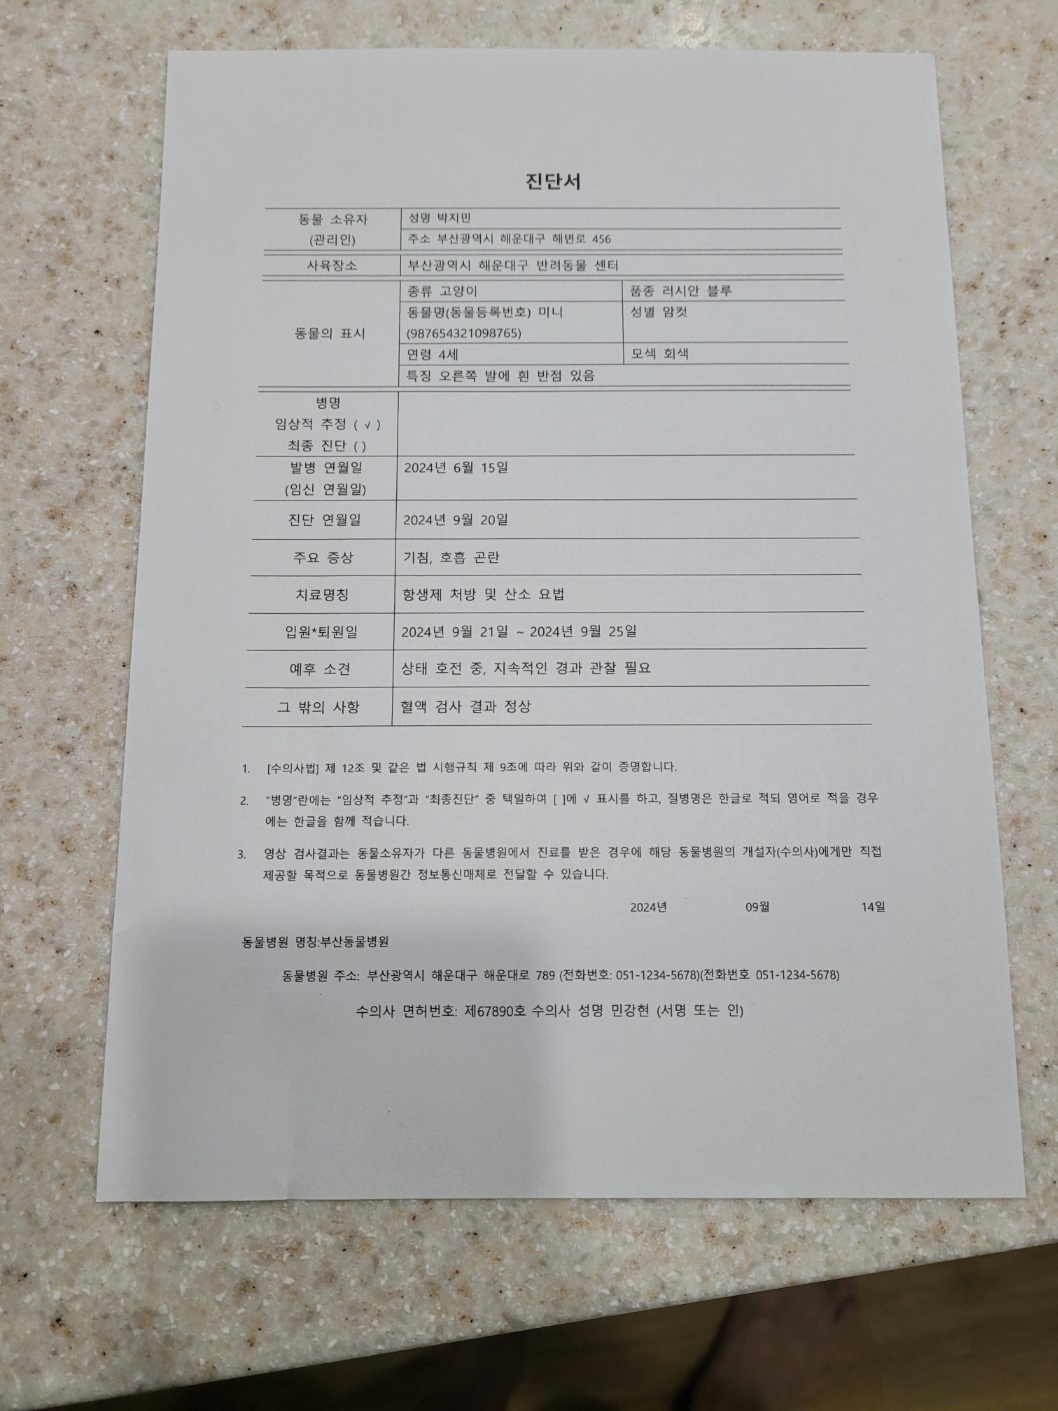 진단서
동물 소유자
(관리인)
성명 박지민
주소 부산광역시 해운대구 해변로 456
사육장소
부산광역시 해운대구 반려동물 센터
동물의 표시
종류 고양이
품종 러시안 블루
동물명(동물등록번호) 미니
(987654321098765)
성별 암컷
연령 4세
모색 회색
특징 오른쪽 발에 흰 반점 있음
병명
임상적 추정 ( √ )
최종 진단 ( )
발병 연월일
(임신 연월일)
2024년 6월 15일
진단 연월일
2024년 9월 20일
주요 증상
기침, 호흡 곤란
치료명칭
항생제 처방 및 산소 요법
입원*퇴원일
2024년 9월 21일 ~ 2024년 9월 25일
예후 소견
상태 호전 중, 지속적인 경과 관찰 필요
그 밖의 사항
혈액 검사 결과 정상
1. [수의사법] 제 12조 및 같은 법 시행규칙 제 9조에 따라 위와 같이 증명합니다.
2. "병명"란에는 "임상적 추정"과 "최종진단" 중 택일하여 [ ]에 √ 표시를 하고, 질병명은 한글로 적되 영어로 적을 경우
에는 한글을 함께 적습니다.
3. 영상 검사결과는 동물소유자가 다른 동물병원에서 진료를 받은 경우에 해당 동물병원의 개설자(수의사)에게만 직접
제공할 목적으로 동물병원간 정보통신매체로 전달할 수 있습니다.
2024년 09월 14일
동물병원 명칭:부산동물병원
동물병원 주소: 부산광역시 해운대구 해운대로 789 (전화번호: 051-1234-5678)(전화번호 051-1234-5678)
수의사 면허번호: 제67890호 수의사 성명 민강현 (서명 또는 인)